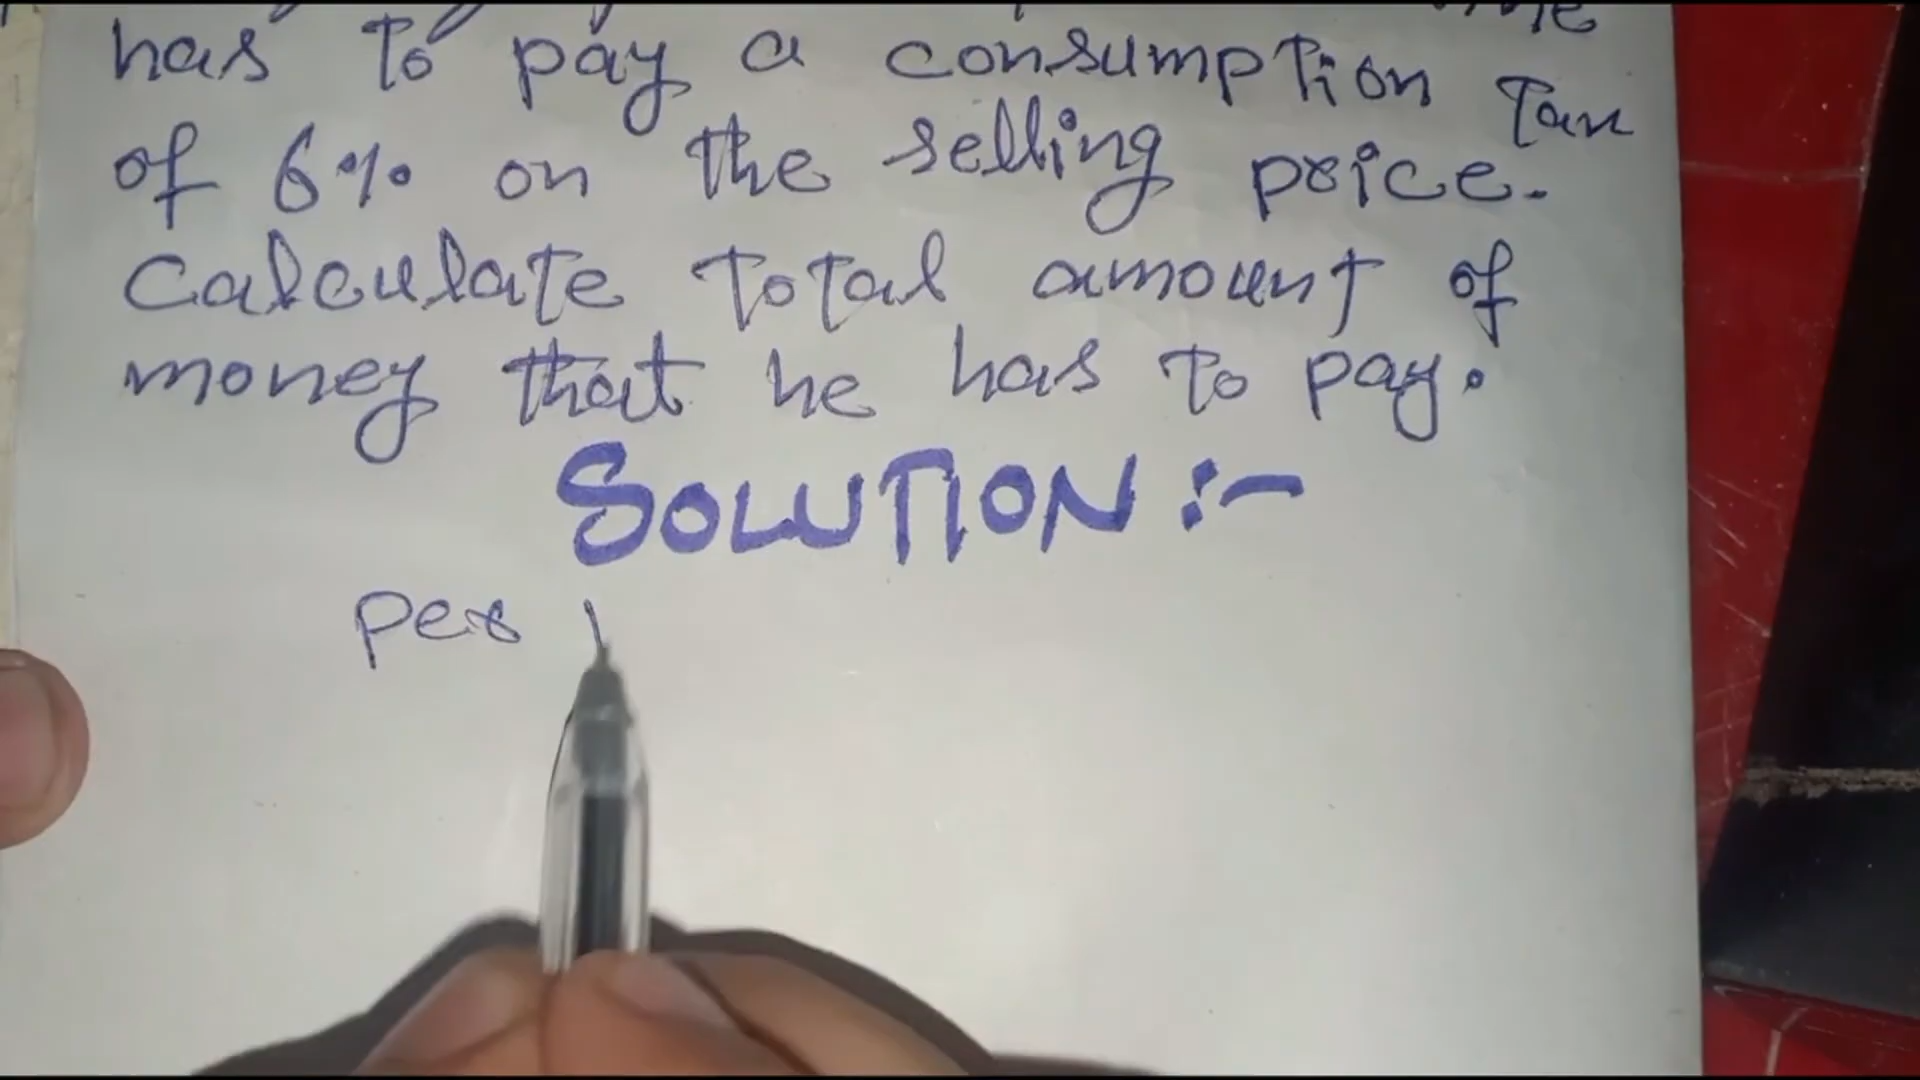 has to pay a consumption Tax
of 6% on the selling price.
Calculate total amount of
money that he has to pay.
SOLUTION :-
per